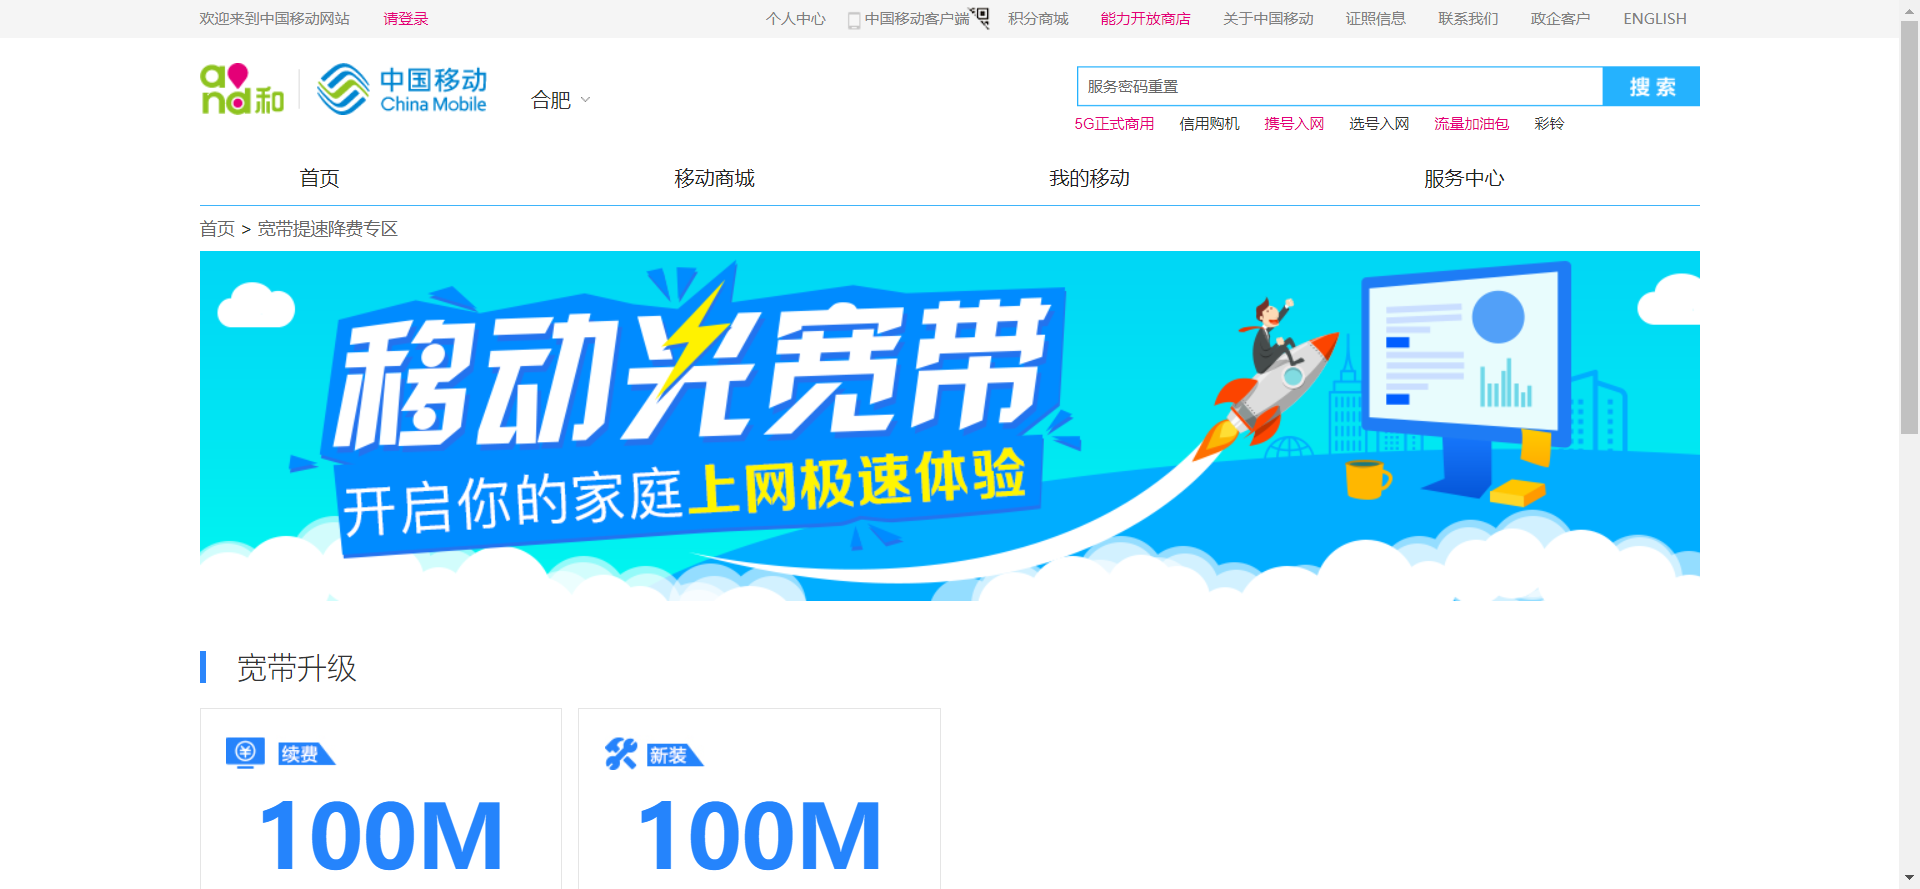 欢迎来到中国移动网站 请登录 个人中心 中国移动客户端 积分商城 能力开放商店 关于中国移动 证照信息 联系我们 政企客户 ENGLISH
and和 中国移动 China Mobile 合肥 服务密码重置 搜索
5G正式商用 信用购机 携号入网 选号入网 流量加油包 彩铃
首页 移动商城 我的移动 服务中心
首页 > 宽带提速降费专区
移动光宽带
开启你的家庭上网极速体验
宽带升级
续费 新装
100M 100M